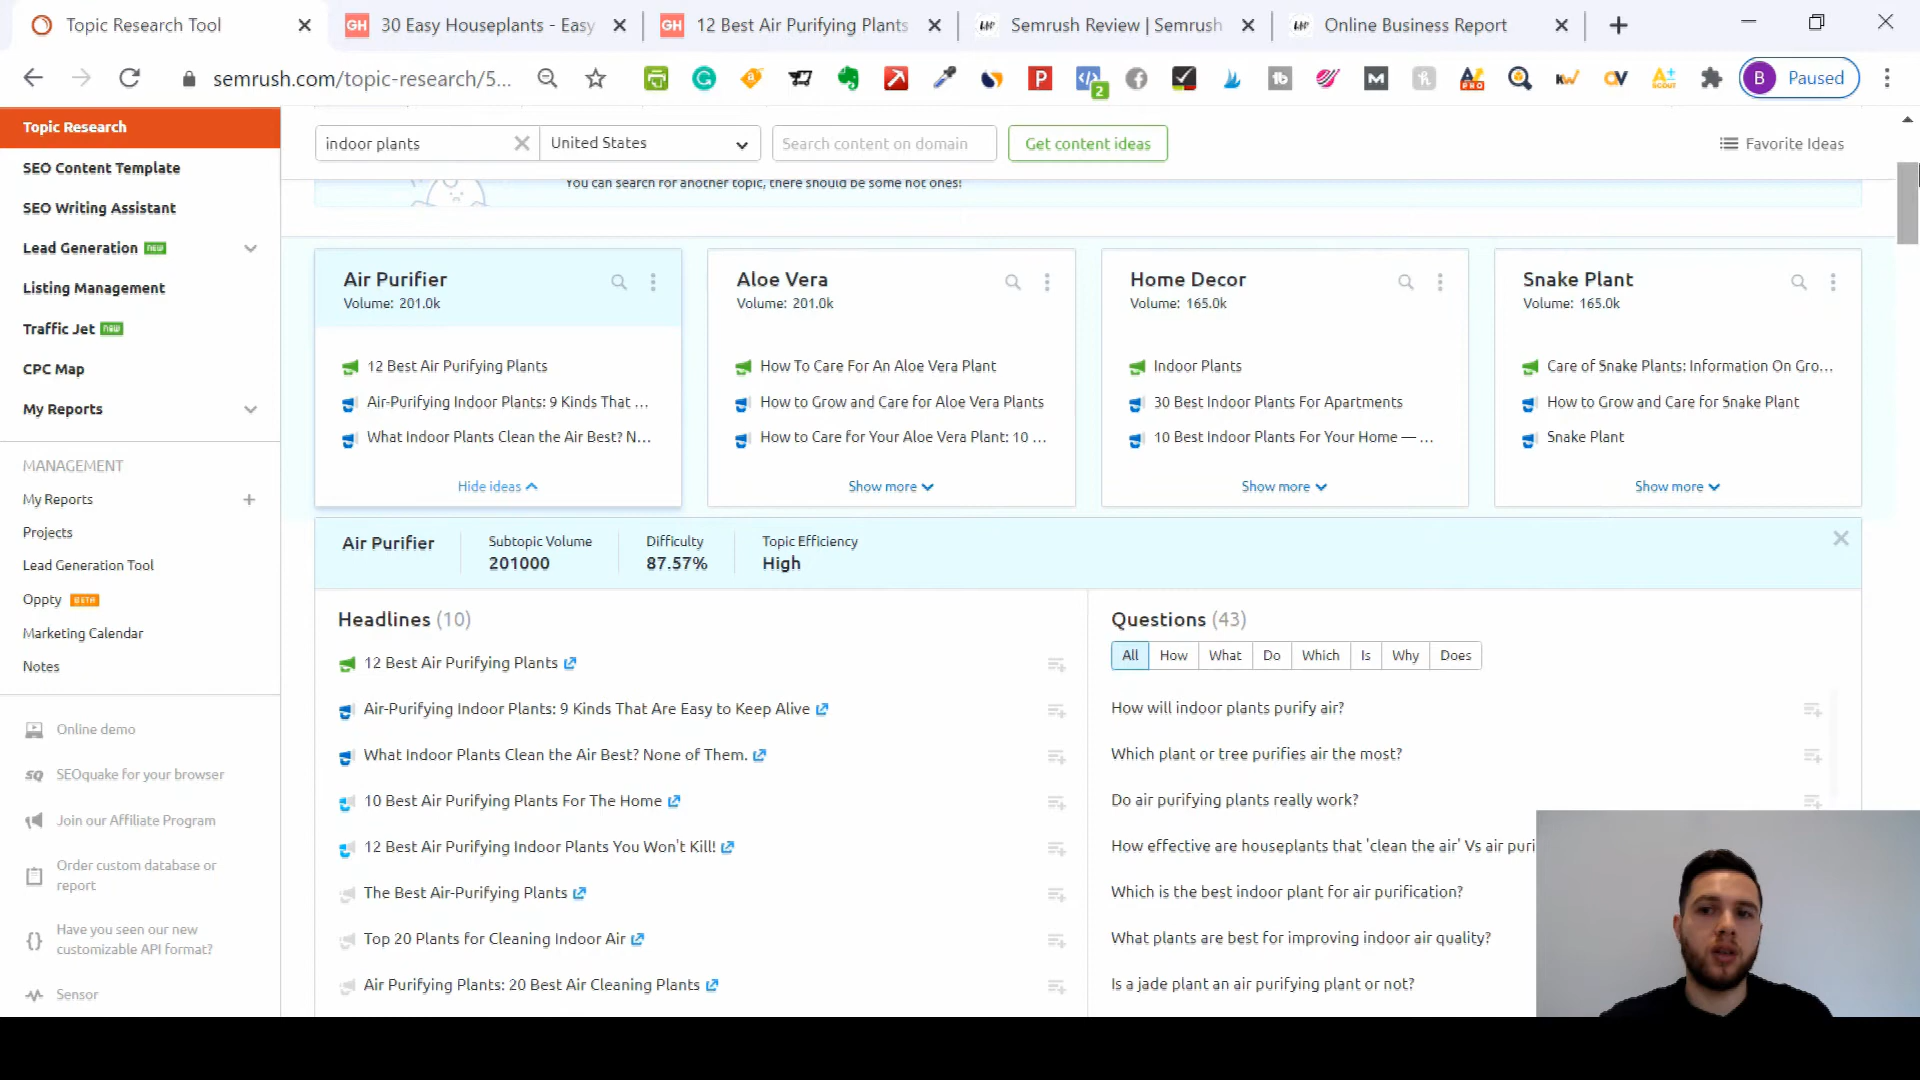 Topic Research Tool
GH 30 Easy Houseplants - Easy
GH 12 Best Air Purifying Plants
Semrush Review | Semrush
Online Business Report
semrush.com/topic-research/5...
2
B Paused
Topic Research
SEO Content Template
SEO Writing Assistant
Lead Generation NEW
Listing Management
Traffic Jet NEW
CPC Map
My Reports
MANAGEMENT
My Reports
Projects
Lead Generation Tool
Oppty BETA
Marketing Calendar
Notes
Online demo
SEOquake for your browser
Join our Affiliate Program
Order custom database or
report
Have you seen our new
customizable API format?
Sensor
indoor plants
United States
Search content on domain
Get content ideas
Favorite Ideas
You can search for another topic, there should be some hot ones!
Air Purifier
Volume: 201.0k
12 Best Air Purifying Plants
Air-Purifying Indoor Plants: 9 Kinds That ...
What Indoor Plants Clean the Air Best? N...
Hide ideas
Aloe Vera
Volume: 201.0k
How To Care For An Aloe Vera Plant
How to Grow and Care for Aloe Vera Plants
How to Care for Your Aloe Vera Plant: 10 ...
Show more
Home Decor
Volume: 165.0k
Indoor Plants
30 Best Indoor Plants For Apartments
10 Best Indoor Plants For Your Home — ...
Show more
Snake Plant
Volume: 165.0k
Care of Snake Plants: Information On Gro...
How to Grow and Care for Snake Plant
Snake Plant
Show more
Air Purifier
Subtopic Volume
201000
Difficulty
87.57%
Topic Efficiency
High
Headlines (10)
12 Best Air Purifying Plants
Air-Purifying Indoor Plants: 9 Kinds That Are Easy to Keep Alive
What Indoor Plants Clean the Air Best? None of Them.
10 Best Air Purifying Plants For The Home
12 Best Air Purifying Indoor Plants You Won't Kill!
The Best Air-Purifying Plants
Top 20 Plants for Cleaning Indoor Air
Air Purifying Plants: 20 Best Air Cleaning Plants
Questions (43)
All How What Do Which Is Why Does
How will indoor plants purify air?
Which plant or tree purifies air the most?
Do air purifying plants really work?
How effective are houseplants that 'clean the air' Vs air puri
Which is the best indoor plant for air purification?
What plants are best for improving indoor air quality?
Is a jade plant an air purifying plant or not?